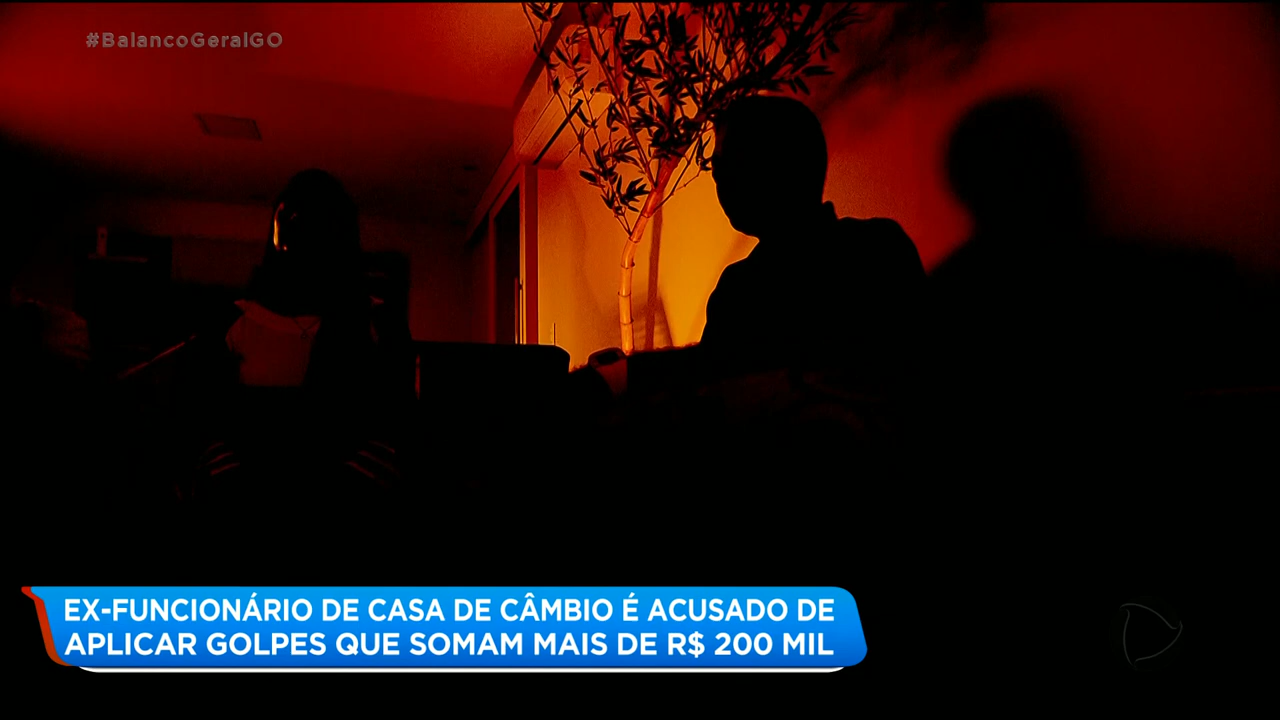 #BalancoGeralGO
EX-FUNCIONÁRIO DE CASA DE CÂMBIO É ACUSADO DE
APLICAR GOLPES QUE SOMAM MAIS DE R$ 200 MIL